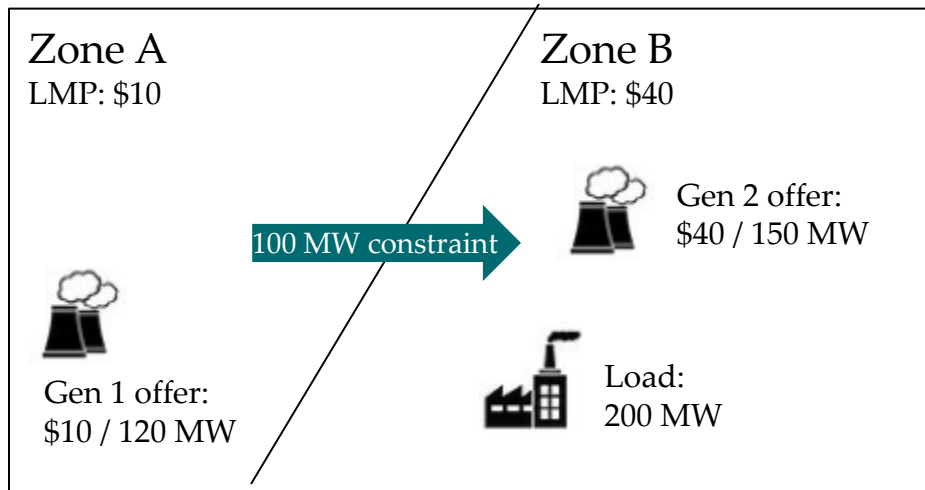 Zone A
LMP: $10
Zone B
LMP: $40
Gen 2 offer:
$40 / 150 MW
100 MW constraint
Gen 1 offer:
$10 / 120 MW
Load:
200 MW